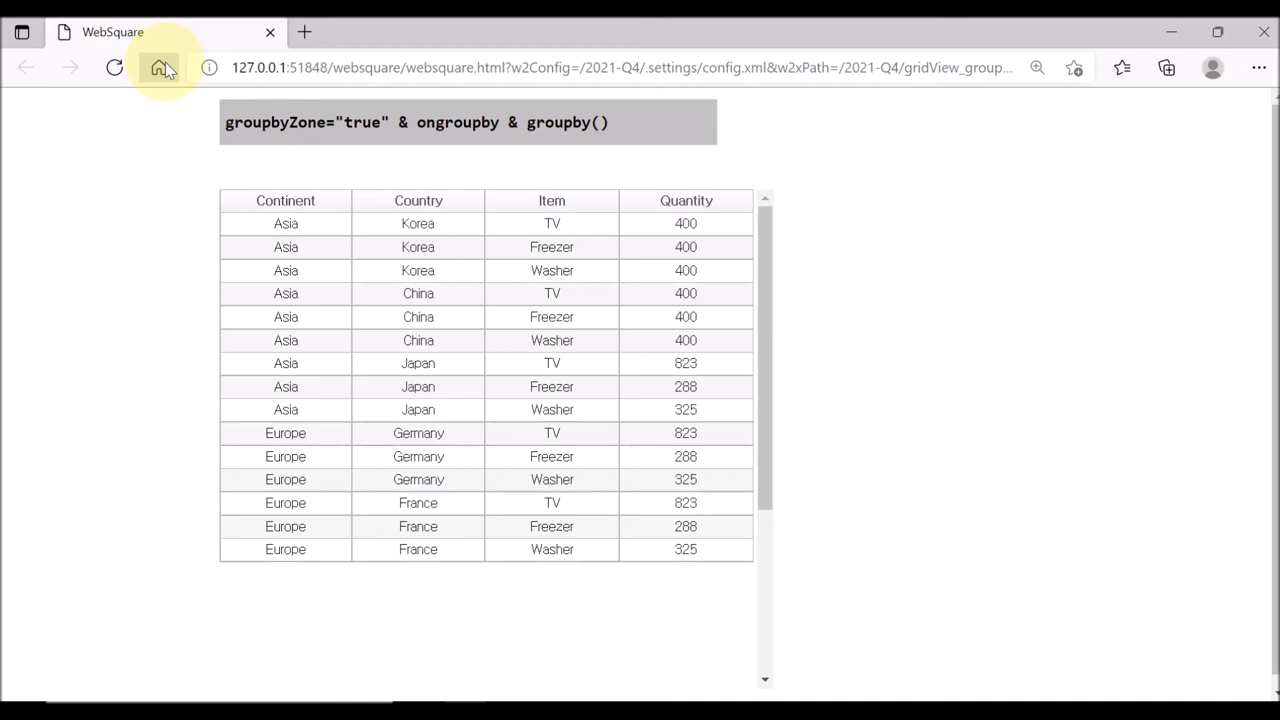 WebSquare
127.0.0.1:51848/websquare/websquare.html?w2Config=/2021-Q4/.settings/config.xml&w2xPath=/2021-Q4/gridView_group...
groupbyZone="true" & ongroupby & groupby()
Continent Country Item Quantity
Asia Korea TV 400
Asia Korea Freezer 400
Asia Korea Washer 400
Asia China TV 400
Asia China Freezer 400
Asia China Washer 400
Asia Japan TV 823
Asia Japan Freezer 288
Asia Japan Washer 325
Europe Germany TV 823
Europe Germany Freezer 288
Europe Germany Washer 325
Europe France TV 823
Europe France Freezer 288
Europe France Washer 325